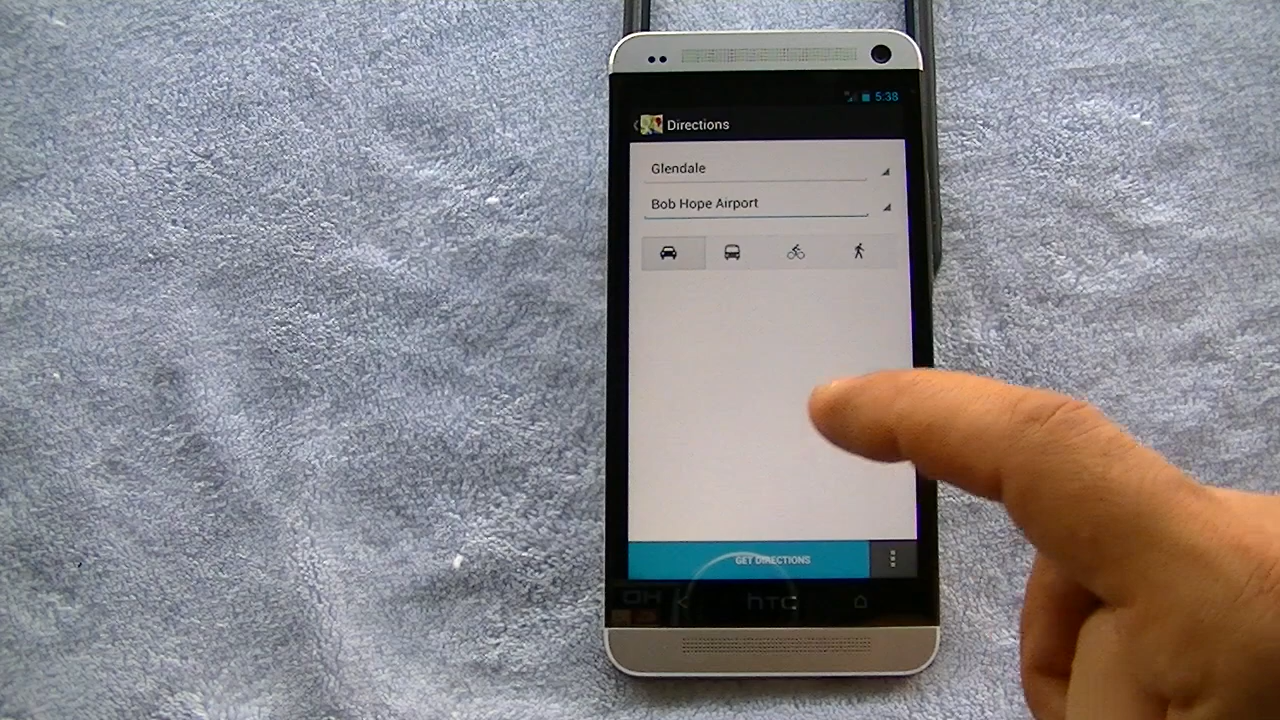 5:38
Directions
Glendale
Bob Hope Airport
GET DIRECTIONS
hTC